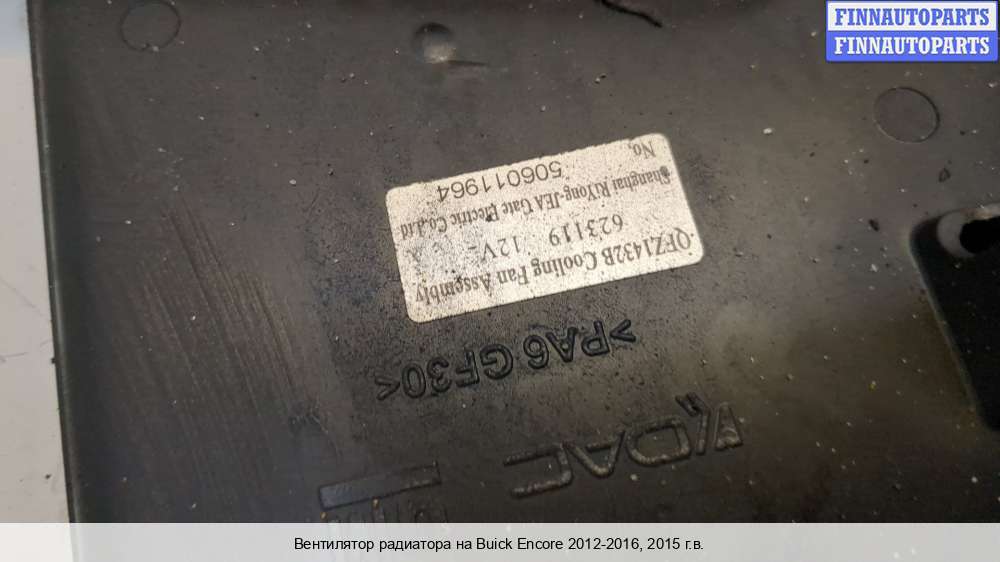 FINNAUTOPARTS
FINNAUTOPARTS
QFZ1432B Cooling Fan Assembly
623119 12V⎓ A
Shanghai RiYong-JEA Gate Electric Co.,Ltd
No, 506011964
>PA6 GF30<
Вентилятор радиатора на Buick Encore 2012-2016, 2015 г.в.